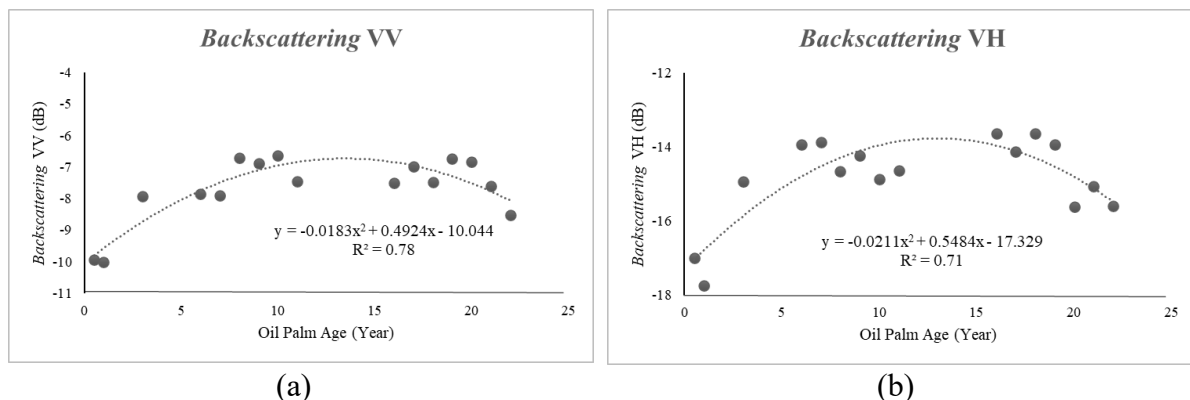 Backscattering VV
-4
-5
-6
-7
-8
-9
-10
-11
Backscattering VV (dB)
y = -0.0183x² + 0.4924x - 10.044
R² = 0.78
0 5 10 15 20 25
Oil Palm Age (Year)
(a)
Backscattering VH
-12
-14
-16
-18
Backscattering VH (dB)
y = -0.0211x² + 0.5484x - 17.329
R² = 0.71
0 5 10 15 20 25
Oil Palm Age (Year)
(b)